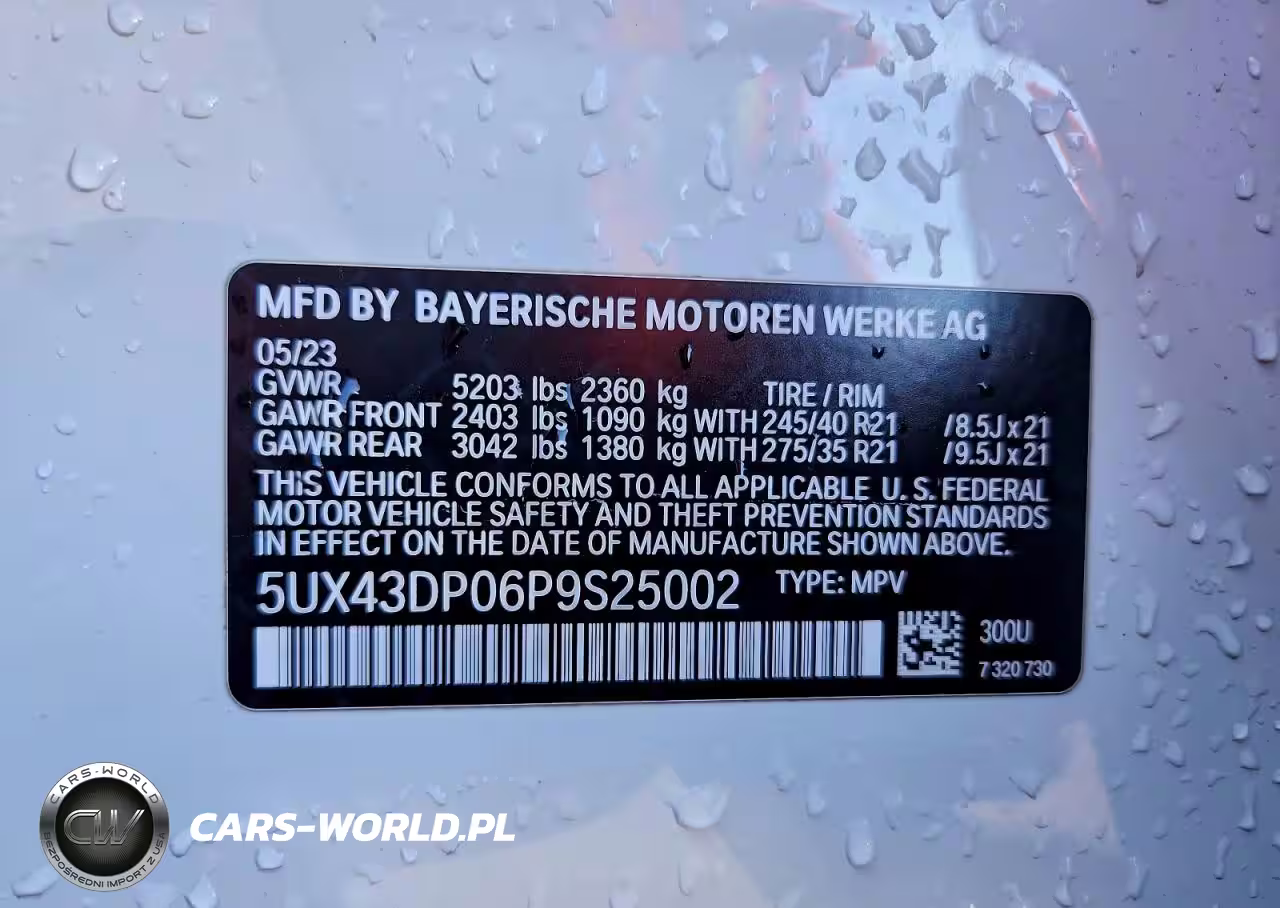 MFD BY BAYERISCHE MOTOREN WERKE AG
05/23
GVWR 5203 lbs 2360 kg TIRE / RIM
GAWR FRONT 2403 lbs 1090 kg WITH 245/40 R21 /8.5J x 21
GAWR REAR 3042 lbs 1380 kg WITH 275/35 R21 /9.5J x 21
THIS VEHICLE CONFORMS TO ALL APPLICABLE U. S. FEDERAL
MOTOR VEHICLE SAFETY AND THEFT PREVENTION STANDARDS
IN EFFECT ON THE DATE OF MANUFACTURE SHOWN ABOVE.
5UX43DP06P9S25002 TYPE: MPV
300U
7 320 730
CARS-WORLD
CW
BEZPOŚREDNI IMPORT Z USA
CARS-WORLD.PL